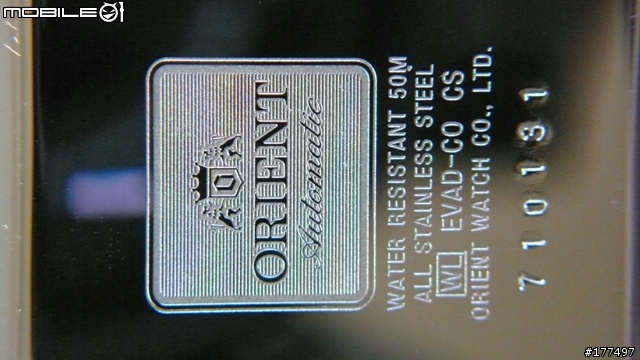 MOBILE01
ORIENT
Automatic
WATER RESISTANT 50M
ALL STAINLESS STEEL
WL EVAD-C0 CS
ORIENT WATCH CO., LTD.
710131
#177497